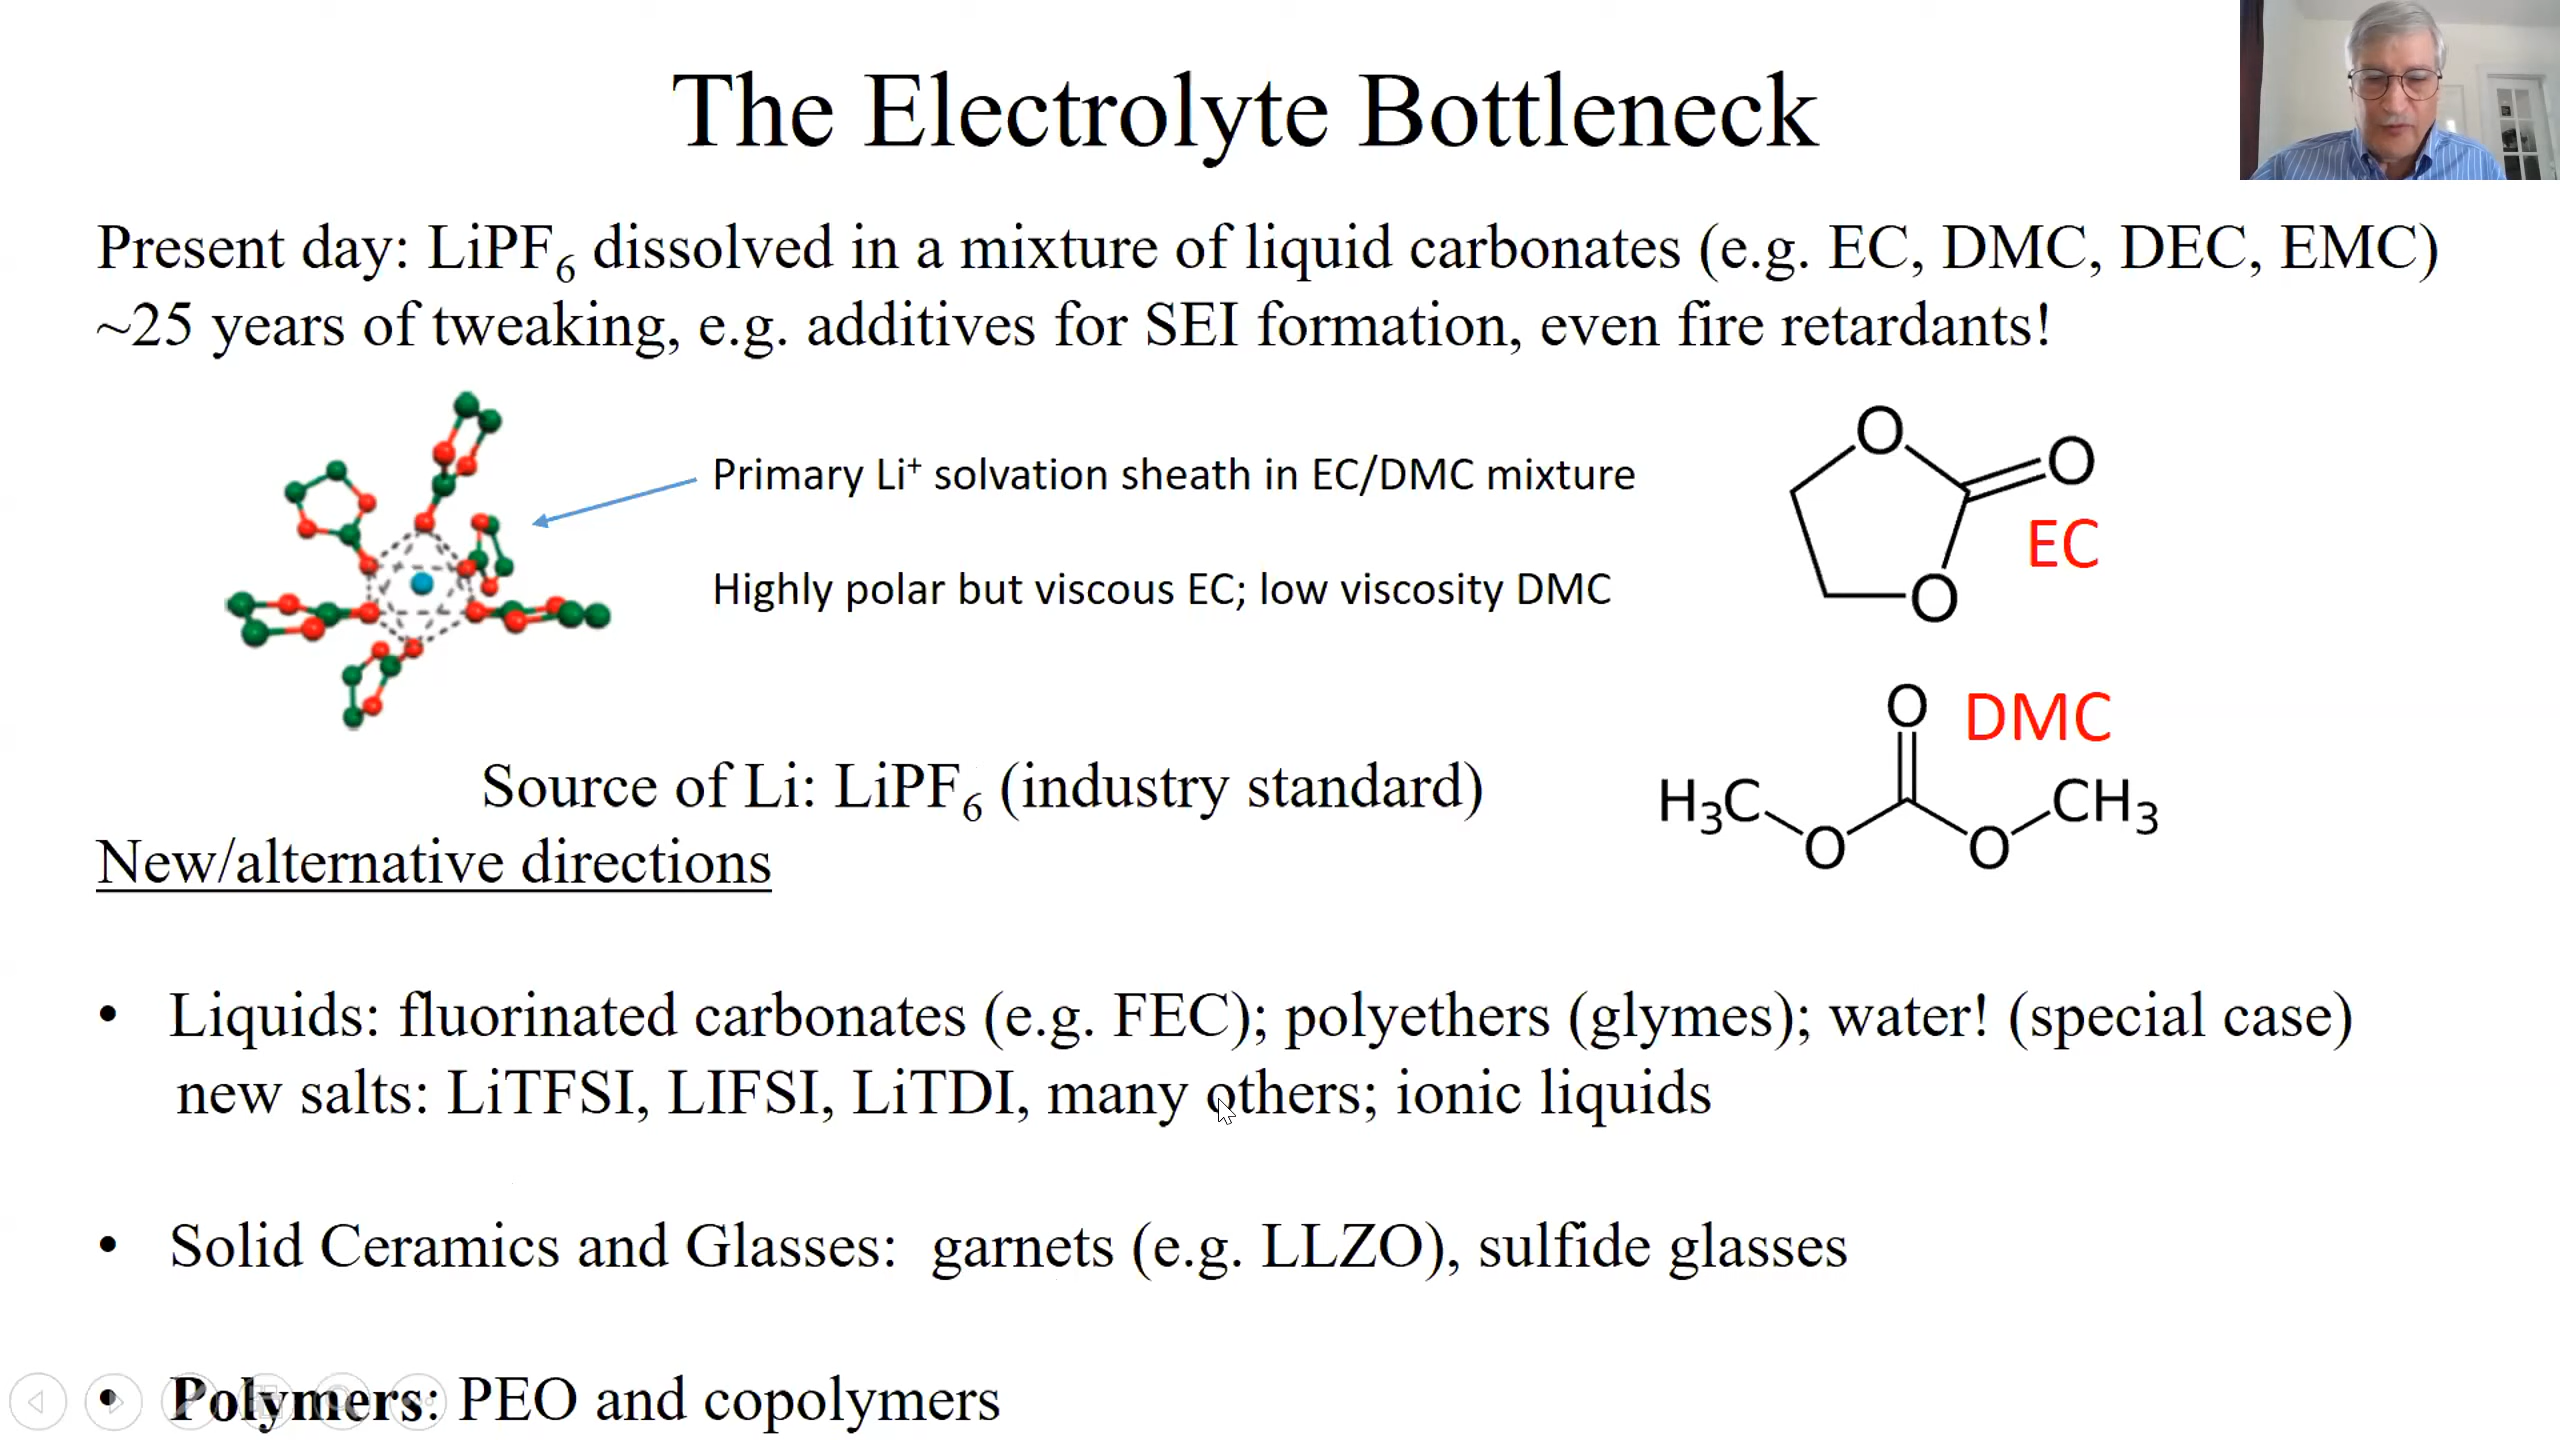 The Electrolyte Bottleneck
Present day: LiPF₆ dissolved in a mixture of liquid carbonates (e.g. EC, DMC, DEC, EMC)
~25 years of tweaking, e.g. additives for SEI formation, even fire retardants!
Primary Li⁺ solvation sheath in EC/DMC mixture
Highly polar but viscous EC; low viscosity DMC
O
O
EC
O
O
DMC
H₃C
O
O
CH₃
Source of Li: LiPF₆ (industry standard)
New/alternative directions
• Liquids: fluorinated carbonates (e.g. FEC); polyethers (glymes); water! (special case)
new salts: LiTFSI, LIFSI, LiTDI, many others; ionic liquids
• Solid Ceramics and Glasses: garnets (e.g. LLZO), sulfide glasses
• Polymers: PEO and copolymers